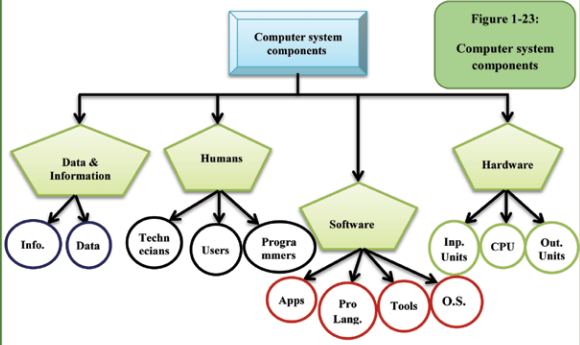 Figure 1-23:
Computer system
components
Computer system
components
Data &
Information
Humans
Software
Hardware
Info.
Data
Techn
ecians
Users
Progra
mmers
Apps
Pro
Lang.
Tools
O.S.
Inp.
Units
CPU
Out.
Units